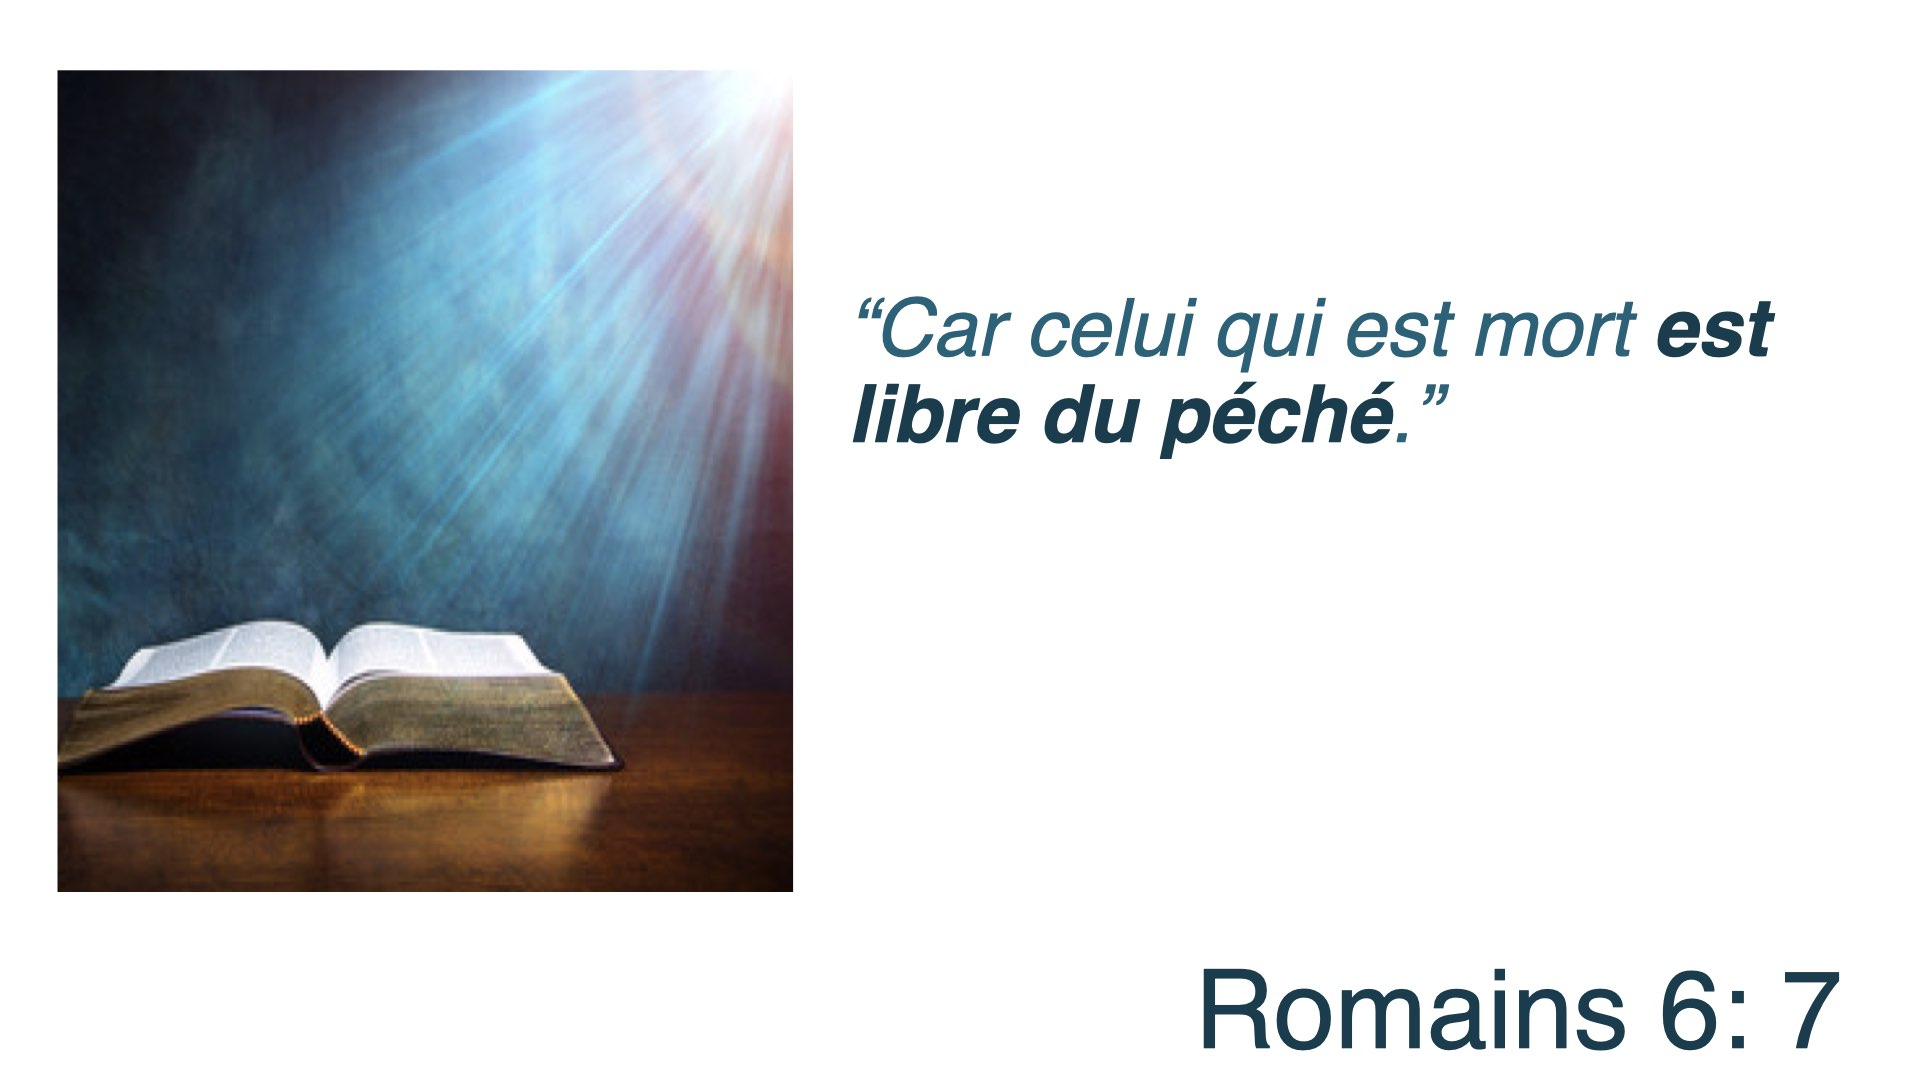 “Car celui qui est mort est
libre du péché.”
Romains 6: 7